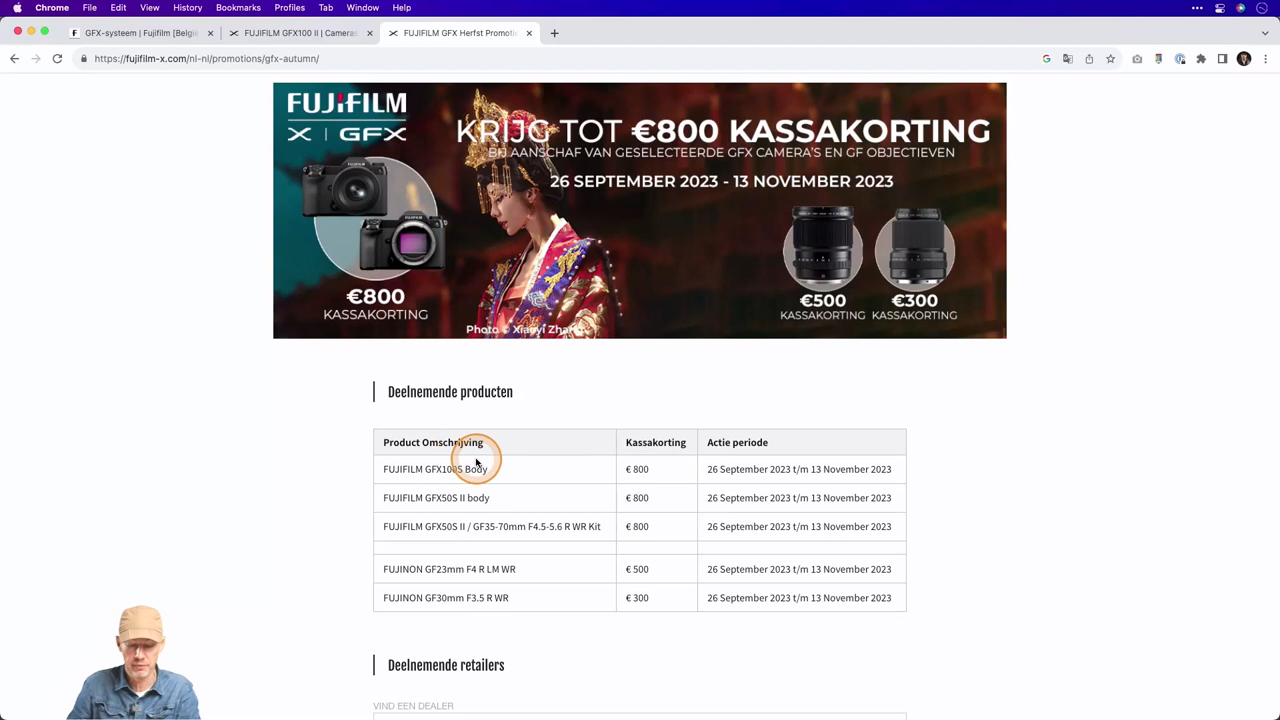 Chrome File Edit View History Bookmarks Profiles Tab Window Help
GFX-systeem | Fujifilm [Belgi
FUJIFILM GFX100 II | Cameras
FUJIFILM GFX Herfst Promoti
https://fujifilm-x.com/nl-nl/promotions/gfx-autumn/
FUJIFILM
X | GFX
KRIJG TOT €800 KASSAKORTING
BIJ AANSCHAF VAN GESELECTEERDE GFX CAMERA'S EN GF OBJECTIEVEN
26 SEPTEMBER 2023 - 13 NOVEMBER 2023
€800
KASSAKORTING
€500
KASSAKORTING
€300
KASSAKORTING
Photo © Xianyi Zhang
Deelnemende producten
Product Omschrijving Kassakorting Actie periode
FUJIFILM GFX100S Body € 800 26 September 2023 t/m 13 November 2023
FUJIFILM GFX50S II body € 800 26 September 2023 t/m 13 November 2023
FUJIFILM GFX50S II / GF35-70mm F4.5-5.6 R WR Kit € 800 26 September 2023 t/m 13 November 2023
FUJINON GF23mm F4 R LM WR € 500 26 September 2023 t/m 13 November 2023
FUJINON GF30mm F3.5 R WR € 300 26 September 2023 t/m 13 November 2023
Deelnemende retailers
VIND EEN DEALER